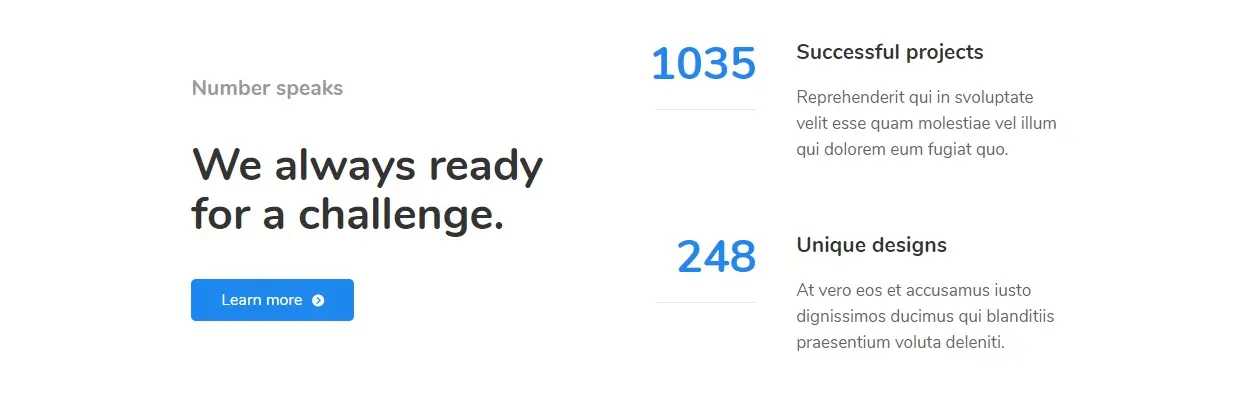 Number speaks
We always ready
for a challenge.
Learn more
1035
Successful projects
Reprehenderit qui in svoluptate
velit esse quam molestiae vel illum
qui dolorem eum fugiat quo.
248
Unique designs
At vero eos et accusamus iusto
dignissimos ducimus qui blanditiis
praesentium voluta deleniti.